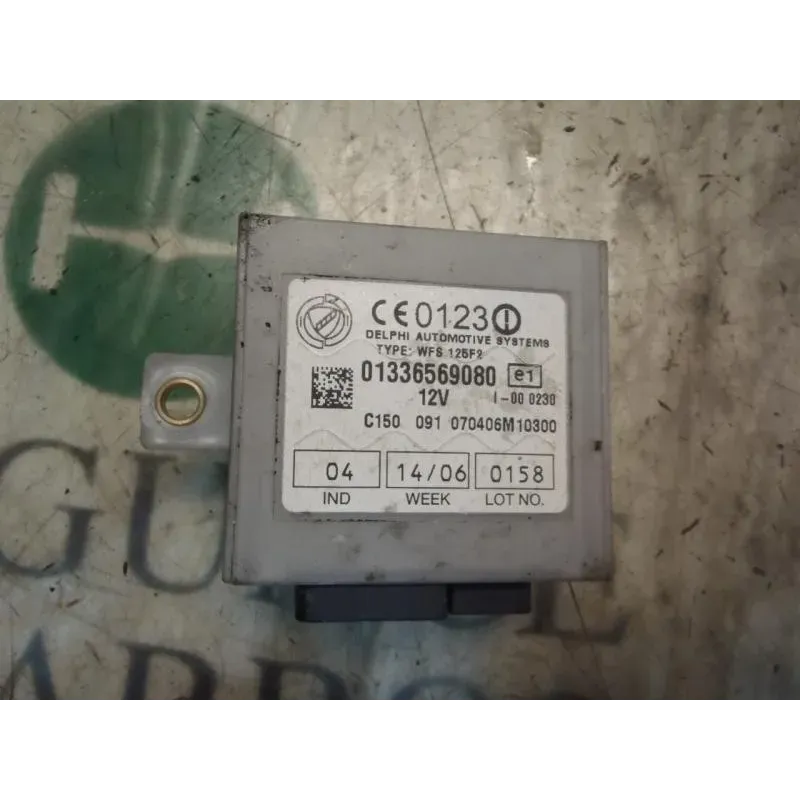 CE0123
DELPHI AUTOMOTIVE SYSTEMS
TYPE: WFS 125F2
01336569080 e1
12V I-00 0230
C150 091 070406M10300
04 14/06 0158
IND WEEK LOT NO.